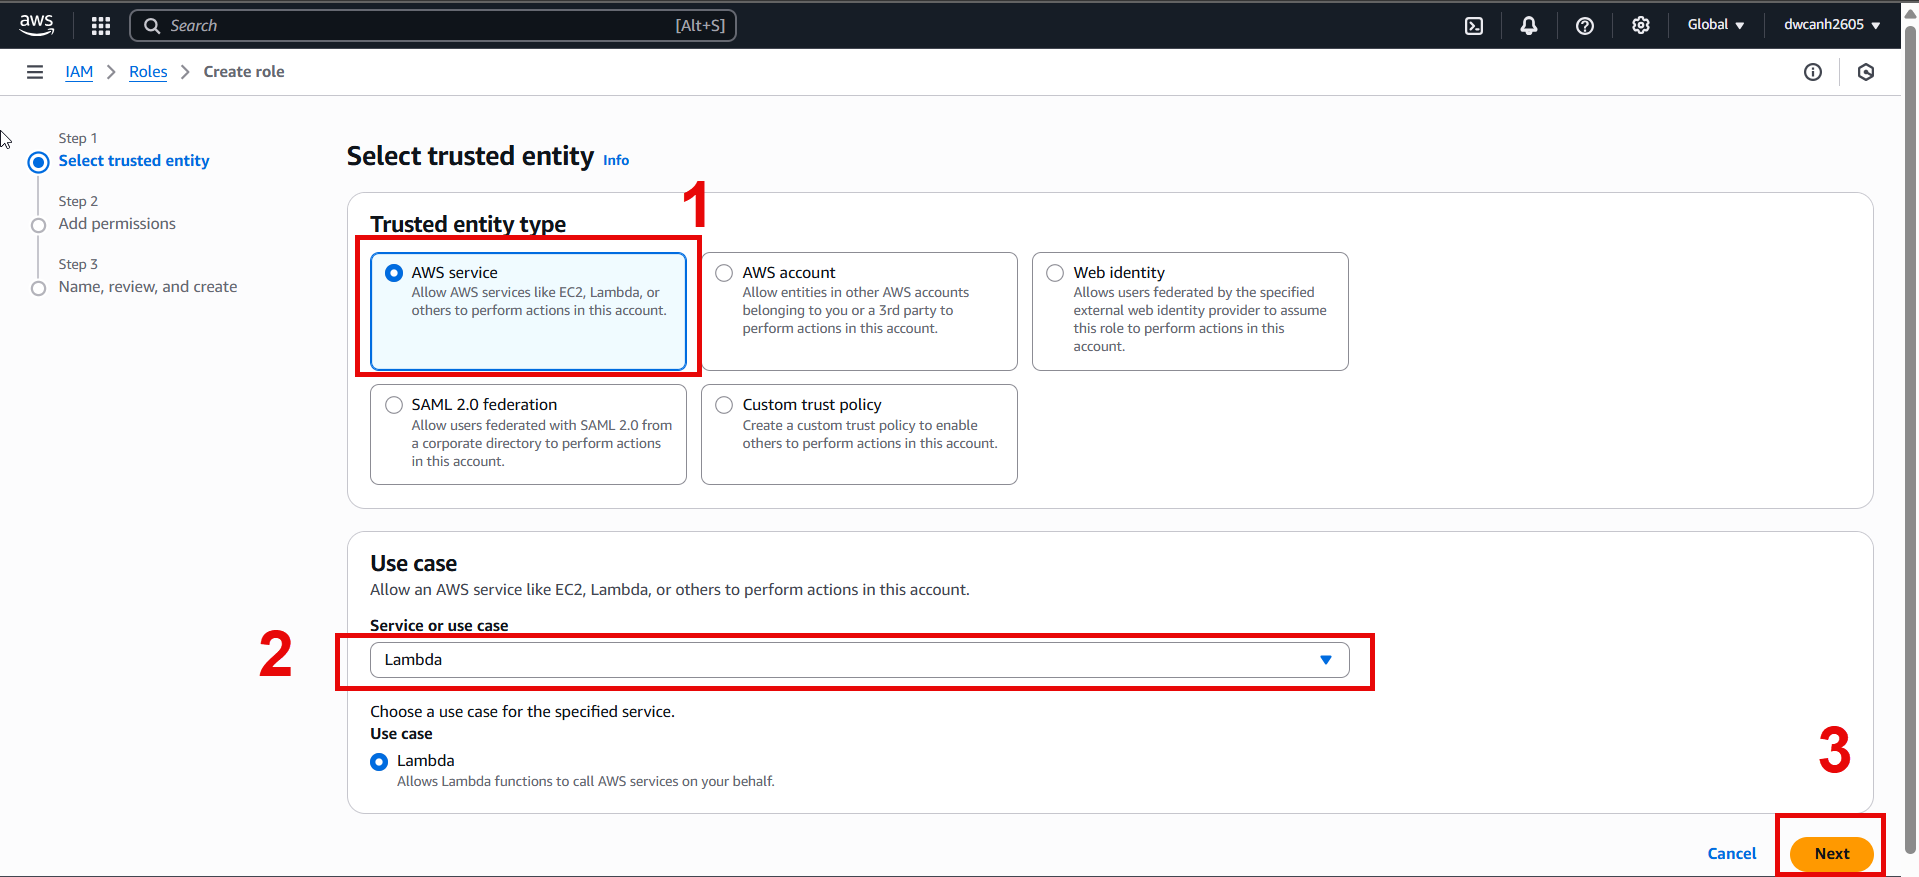 aws
Search [Alt+S]
Global
dwcanh2605
IAM
Roles
Create role
Step 1
Select trusted entity
Step 2
Add permissions
Step 3
Name, review, and create
Select trusted entity Info
1
Trusted entity type
AWS service
Allow AWS services like EC2, Lambda, or
others to perform actions in this account.
AWS account
Allow entities in other AWS accounts
belonging to you or a 3rd party to
perform actions in this account.
Web identity
Allows users federated by the specified
external web identity provider to assume
this role to perform actions in this
account.
SAML 2.0 federation
Allow users federated with SAML 2.0 from
a corporate directory to perform actions
in this account.
Custom trust policy
Create a custom trust policy to enable
others to perform actions in this account.
Use case
Allow an AWS service like EC2, Lambda, or others to perform actions in this account.
Service or use case
2
Lambda
Choose a use case for the specified service.
Use case
Lambda
Allows Lambda functions to call AWS services on your behalf.
3
Cancel
Next